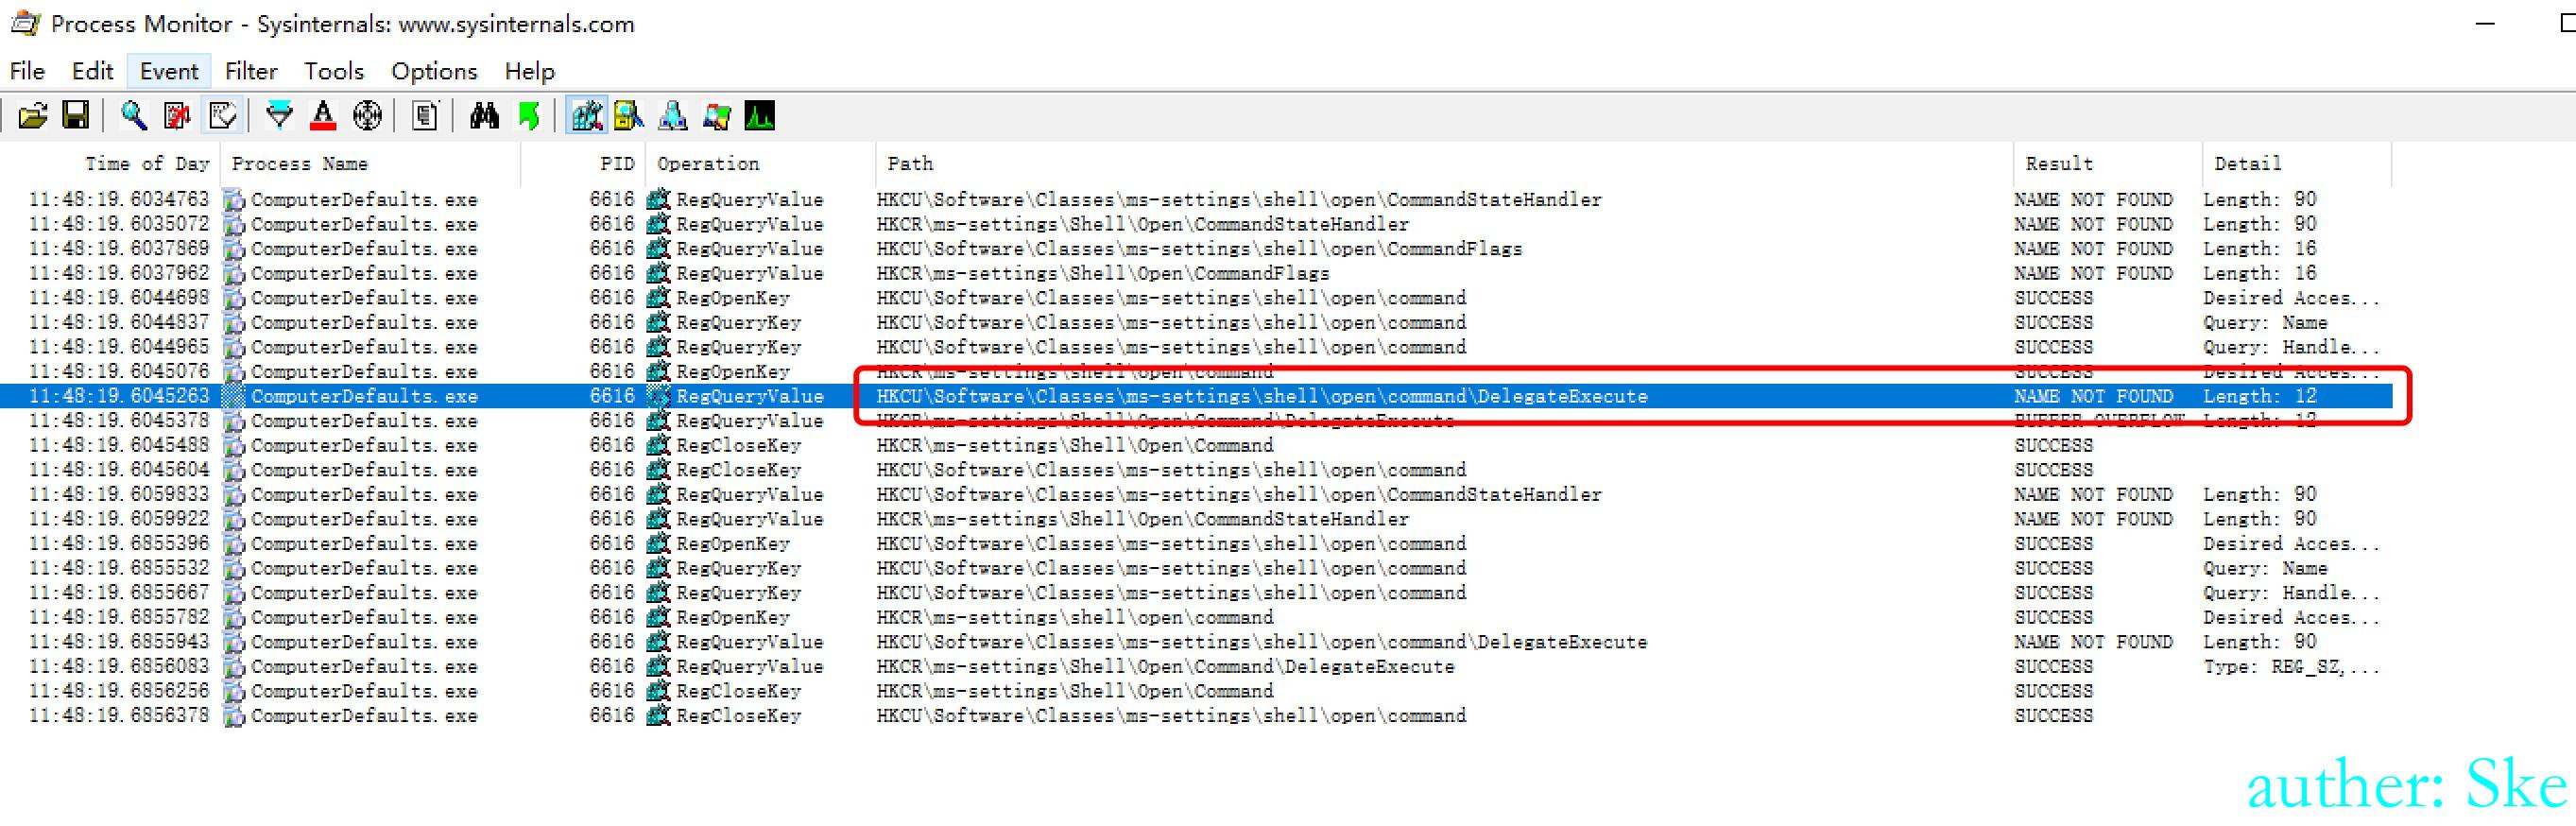 Process Monitor - Sysinternals: www.sysinternals.com
File Edit Event Filter Tools Options Help
Time of Day Process Name PID Operation Path Result Detail
11:48:19.6034763 ComputerDefaults.exe 6616 RegQueryValue HKCU\Software\Classes\ms-settings\shell\open\CommandStateHandler NAME NOT FOUND Length: 90
11:48:19.6035072 ComputerDefaults.exe 6616 RegQueryValue HKCR\ms-settings\Shell\Open\CommandStateHandler NAME NOT FOUND Length: 90
11:48:19.6037869 ComputerDefaults.exe 6616 RegQueryValue HKCU\Software\Classes\ms-settings\shell\open\CommandFlags NAME NOT FOUND Length: 16
11:48:19.6037962 ComputerDefaults.exe 6616 RegQueryValue HKCR\ms-settings\Shell\Open\CommandFlags NAME NOT FOUND Length: 16
11:48:19.6044698 ComputerDefaults.exe 6616 RegOpenKey HKCU\Software\Classes\ms-settings\shell\open\command SUCCESS Desired Acces...
11:48:19.6044837 ComputerDefaults.exe 6616 RegQueryKey HKCU\Software\Classes\ms-settings\shell\open\command SUCCESS Query: Name
11:48:19.6044965 ComputerDefaults.exe 6616 RegQueryKey HKCU\Software\Classes\ms-settings\shell\open\command SUCCESS Query: Handle...
11:48:19.6045076 ComputerDefaults.exe 6616 RegOpenKey HKCR\ms-settings\shell\open\command SUCCESS Desired Acces...
11:48:19.6045263 ComputerDefaults.exe 6616 RegQueryValue HKCU\Software\Classes\ms-settings\shell\open\command\DelegateExecute NAME NOT FOUND Length: 12
11:48:19.6045378 ComputerDefaults.exe 6616 RegQueryValue HKCR\ms-settings\Shell\Open\Command\DelegateExecute BUFFER OVERFLOW Length: 12
11:48:19.6045488 ComputerDefaults.exe 6616 RegCloseKey HKCR\ms-settings\Shell\Open\Command SUCCESS
11:48:19.6045604 ComputerDefaults.exe 6616 RegCloseKey HKCU\Software\Classes\ms-settings\shell\open\command SUCCESS
11:48:19.6059833 ComputerDefaults.exe 6616 RegQueryValue HKCU\Software\Classes\ms-settings\shell\open\CommandStateHandler NAME NOT FOUND Length: 90
11:48:19.6059922 ComputerDefaults.exe 6616 RegQueryValue HKCR\ms-settings\Shell\Open\CommandStateHandler NAME NOT FOUND Length: 90
11:48:19.6855396 ComputerDefaults.exe 6616 RegOpenKey HKCU\Software\Classes\ms-settings\shell\open\command SUCCESS Desired Acces...
11:48:19.6855532 ComputerDefaults.exe 6616 RegQueryKey HKCU\Software\Classes\ms-settings\shell\open\command SUCCESS Query: Name
11:48:19.6855667 ComputerDefaults.exe 6616 RegQueryKey HKCU\Software\Classes\ms-settings\shell\open\command SUCCESS Query: Handle...
11:48:19.6855782 ComputerDefaults.exe 6616 RegOpenKey HKCR\ms-settings\shell\open\command SUCCESS Desired Acces...
11:48:19.6855943 ComputerDefaults.exe 6616 RegQueryValue HKCU\Software\Classes\ms-settings\shell\open\command\DelegateExecute NAME NOT FOUND Length: 90
11:48:19.6856083 ComputerDefaults.exe 6616 RegQueryValue HKCR\ms-settings\Shell\Open\Command\DelegateExecute SUCCESS Type: REG_SZ,...
11:48:19.6856256 ComputerDefaults.exe 6616 RegCloseKey HKCR\ms-settings\Shell\Open\Command SUCCESS
11:48:19.6856378 ComputerDefaults.exe 6616 RegCloseKey HKCU\Software\Classes\ms-settings\shell\open\command SUCCESS
auther: Ske